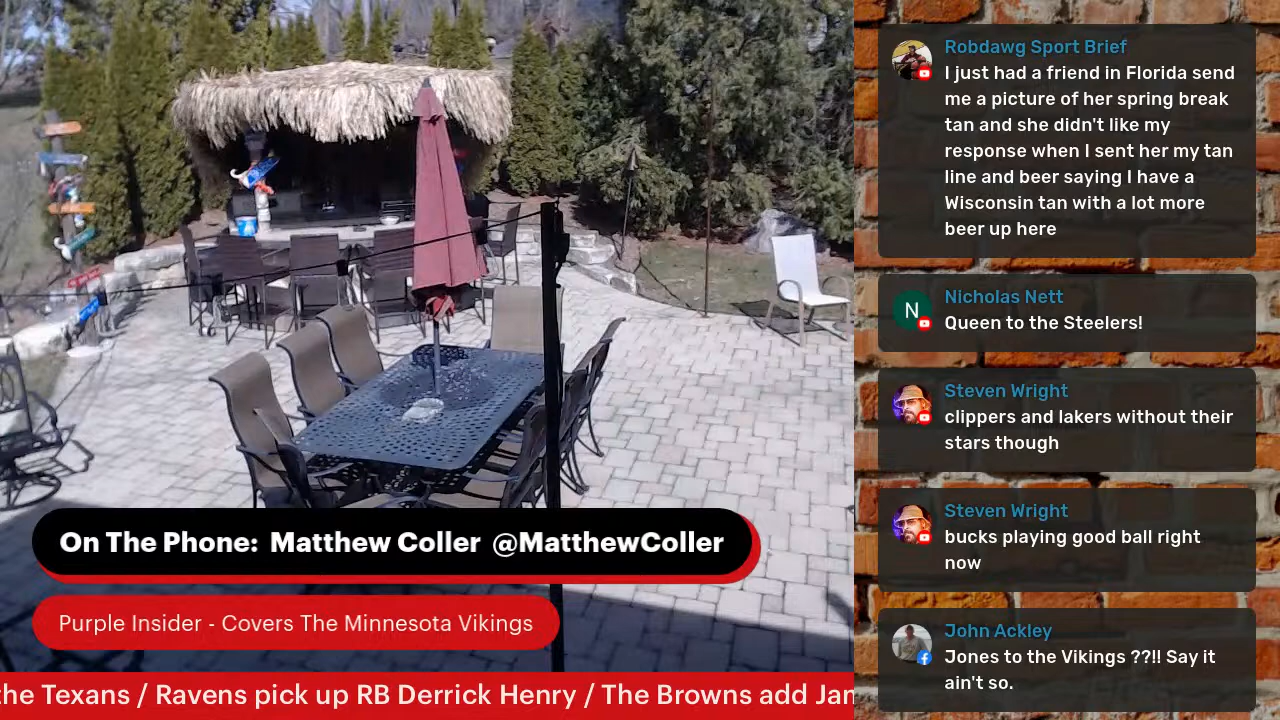 Robdawg Sport Brief
I just had a friend in Florida send
me a picture of her spring break
tan and she didn't like my
response when I sent her my tan
line and beer saying I have a
Wisconsin tan with a lot more
beer up here
N
Nicholas Nett
Queen to the Steelers!
Steven Wright
clippers and lakers without their
stars though
Steven Wright
bucks playing good ball right
now
John Ackley
Jones to the Vikings ??!! Say it
ain't so.
On The Phone: Matthew Coller @MatthewColler
Purple Insider - Covers The Minnesota Vikings
the Texans / Ravens pick up RB Derrick Henry / The Browns add Jam